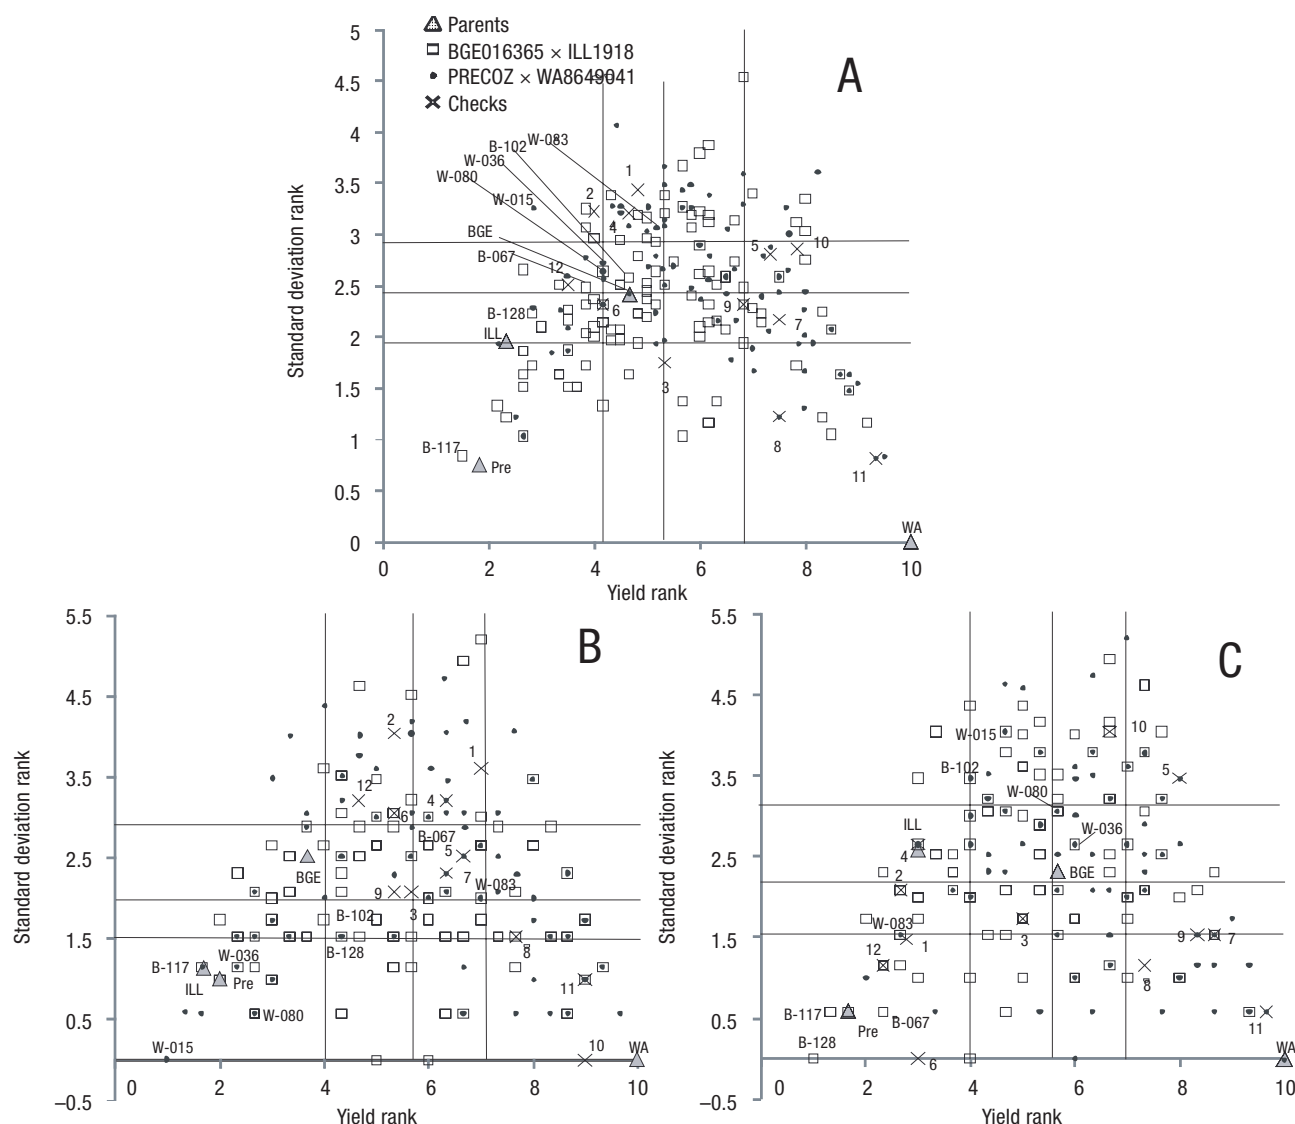 5
4.5
4
3.5
3
2.5
2
1.5
1
0.5
0
Standard deviation rank
Parents
BGE016365 × ILL1918
PRECOZ × WA8649041
Checks
A
W-083
B-102
W-036
W-080
W-015
BGE
B-067
12
B-128
ILL
B-117
Pre
1
2
4
6
5
10
9
7
3
8
11
WA
0 2 4 6 8 10
Yield rank
5.5
4.5
3.5
2.5
1.5
0.5
–0.5
Standard deviation rank
B
2
1
12
4
6
B-067
5
BGE
7
W-083
9
3
B-102
B-128
8
W-036
B-117
Pre
ILL
11
W-080
W-015
10
WA
0 2 4 6 8 10
Yield rank
5.5
4.5
3.5
2.5
1.5
0.5
–0.5
Standard deviation rank
C
W-015
10
B-102
5
W-080
ILL
W-036
4
BGE
2
W-083
1
3
9
7
12
8
B-117
Pre
B-067
11
B-128
6
WA
0 2 4 6 8 10
Yield rank